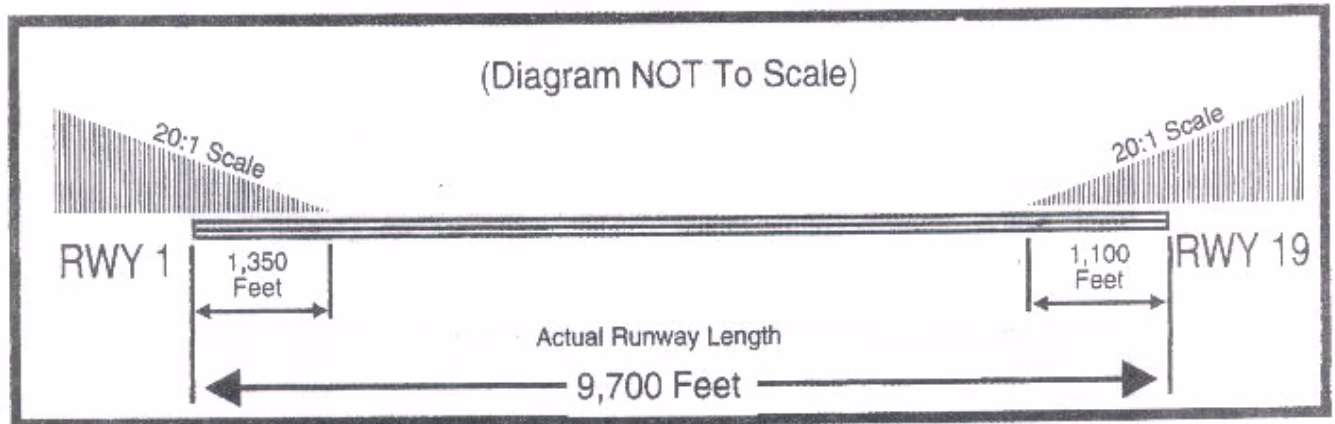 (Diagram NOT To Scale)
20:1 Scale
20:1 Scale
RWY 1
1,350
Feet
1,100
Feet
RWY 19
Actual Runway Length
9,700 Feet